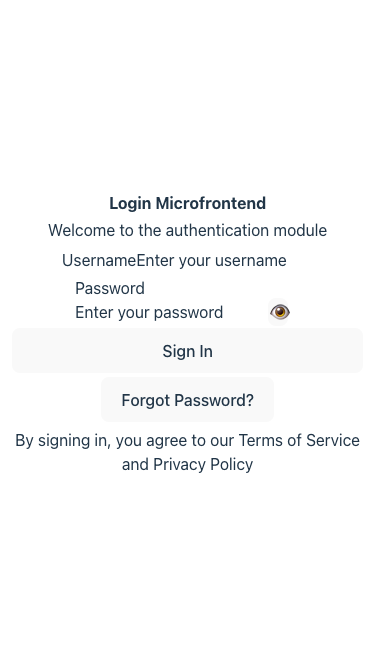 Login Microfrontend
Welcome to the authentication module
UsernameEnter your username
Password
Enter your password
Sign In
Forgot Password?
By signing in, you agree to our Terms of Service
and Privacy Policy